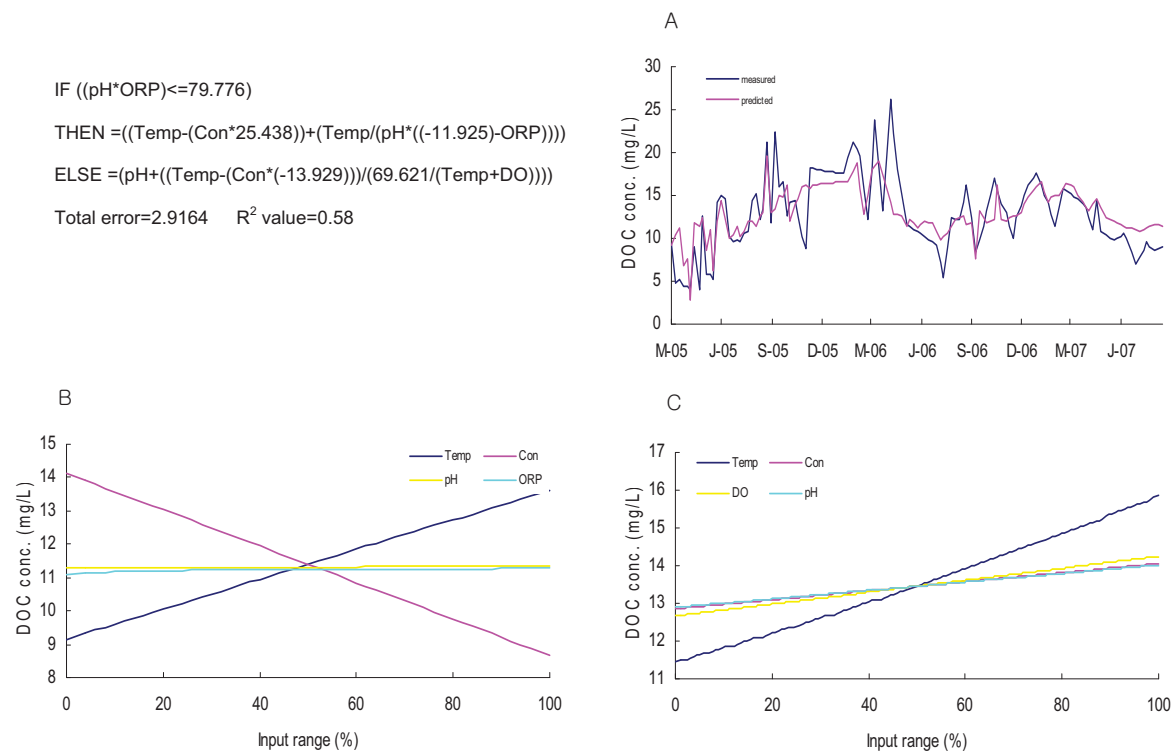 IF ((pH*ORP)<=79.776)
THEN =((Temp-(Con*25.438))+(Temp/(pH*((-11.925)-ORP))))
ELSE =(pH+((Temp-(Con*(-13.929)))/(69.621/(Temp+DO))))
Total error=2.9164 R² value=0.58
A
DOC conc. (mg/L)
30
25
20
15
10
5
0
measured
predicted
M-05 J-05 S-05 D-05 M-06 J-06 S-06 D-06 M-07 J-07
B
DOC conc. (mg/L)
15
14
13
12
11
10
9
8
Temp Con
pH ORP
0 20 40 60 80 100
Input range (%)
C
DOC conc. (mg/L)
17
16
15
14
13
12
11
Temp Con
DO pH
0 20 40 60 80 100
Input range (%)